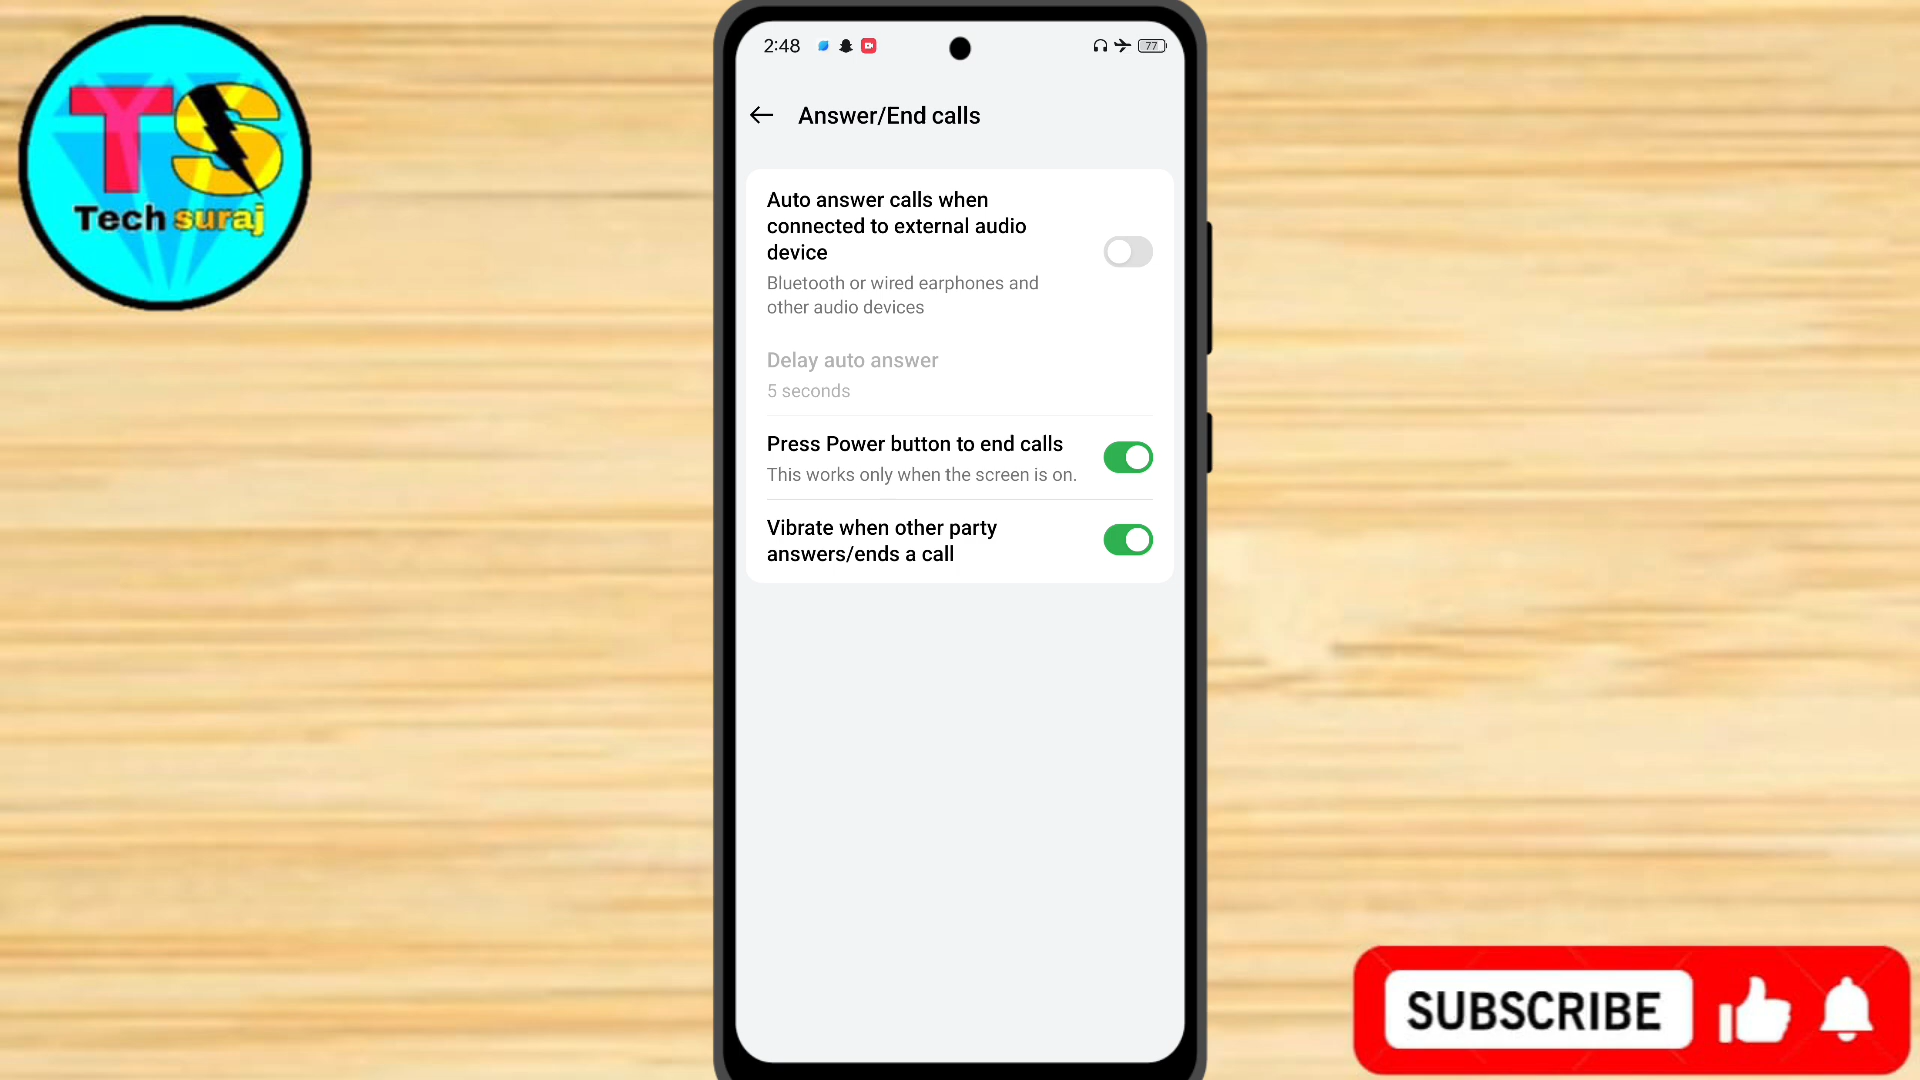 TS
Tech suraj
2:48
77
Answer/End calls
Auto answer calls when
connected to external audio
device
Bluetooth or wired earphones and
other audio devices
Delay auto answer
5 seconds
Press Power button to end calls
This works only when the screen is on.
Vibrate when other party
answers/ends a call
SUBSCRIBE